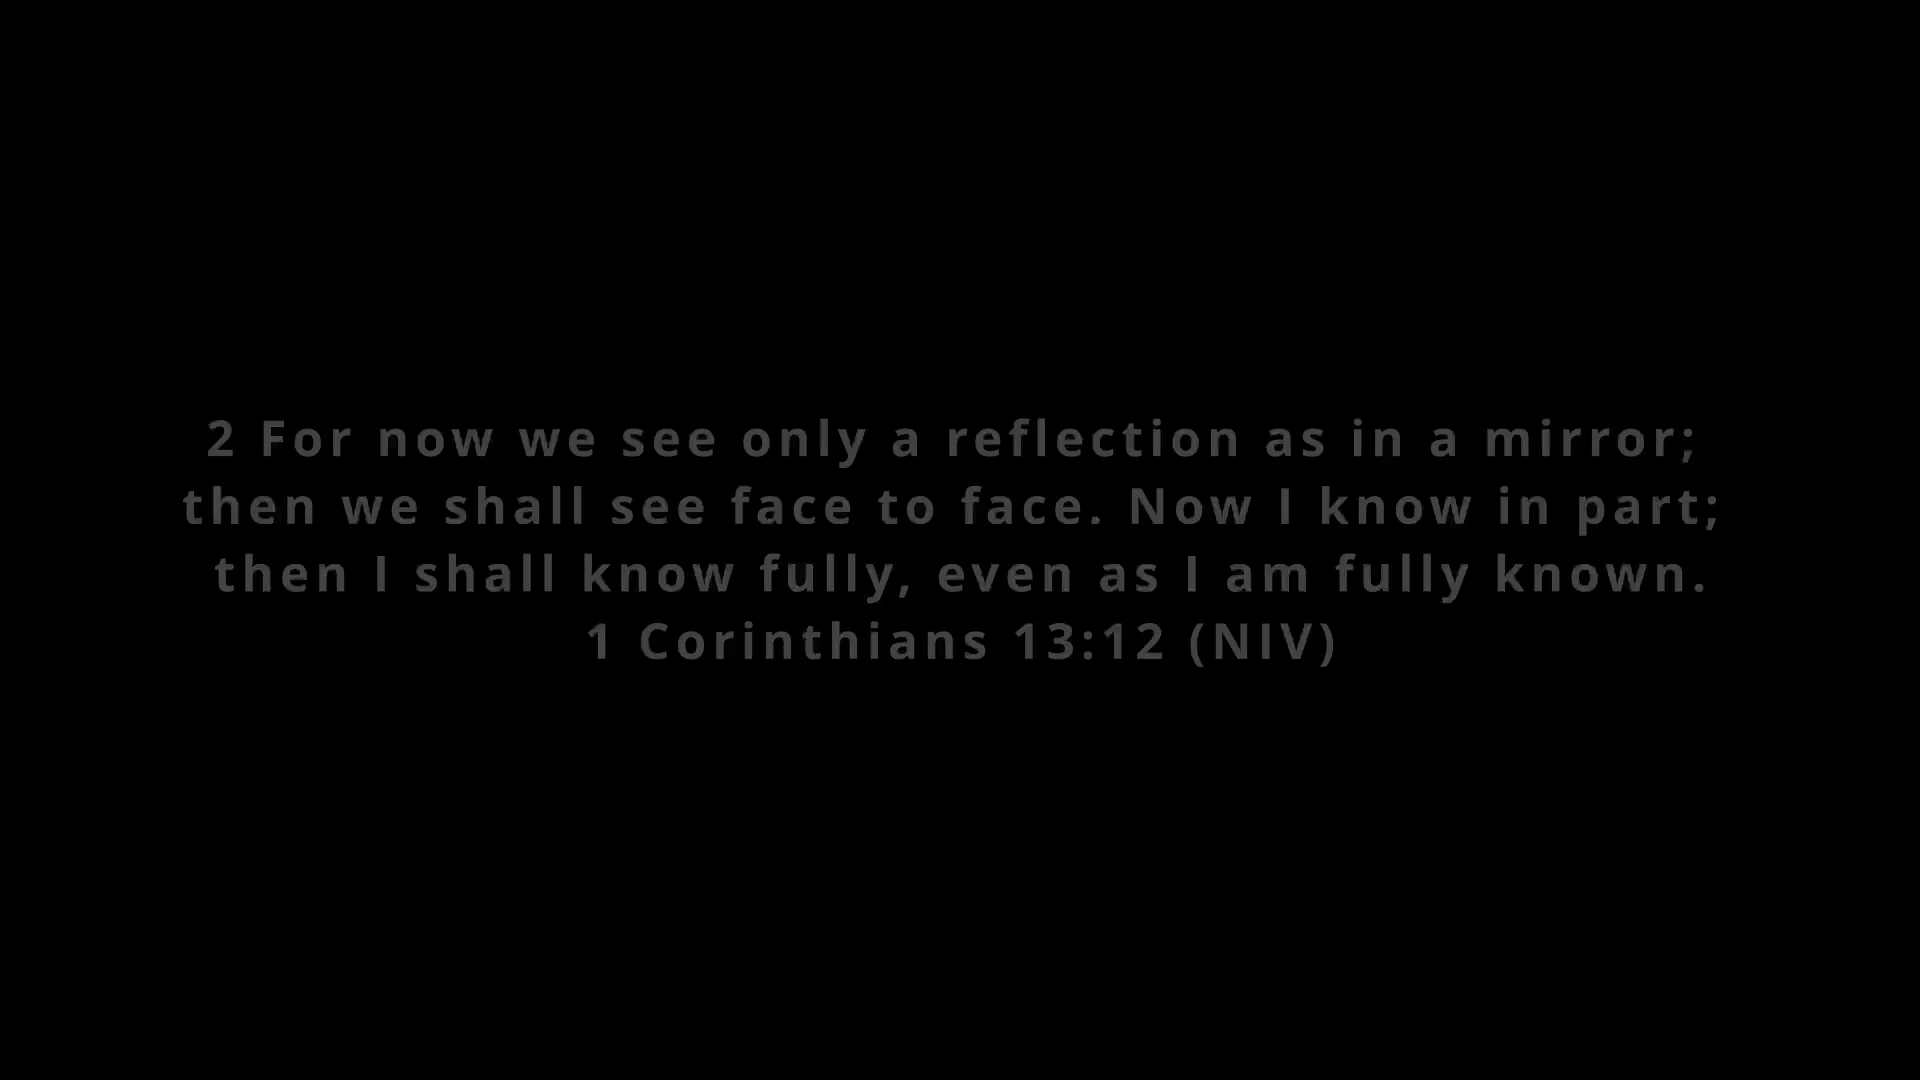 2 For now we see only a reflection as in a mirror;
then we shall see face to face. Now I know in part;
then I shall know fully, even as I am fully known.
1 Corinthians 13:12 (NIV)